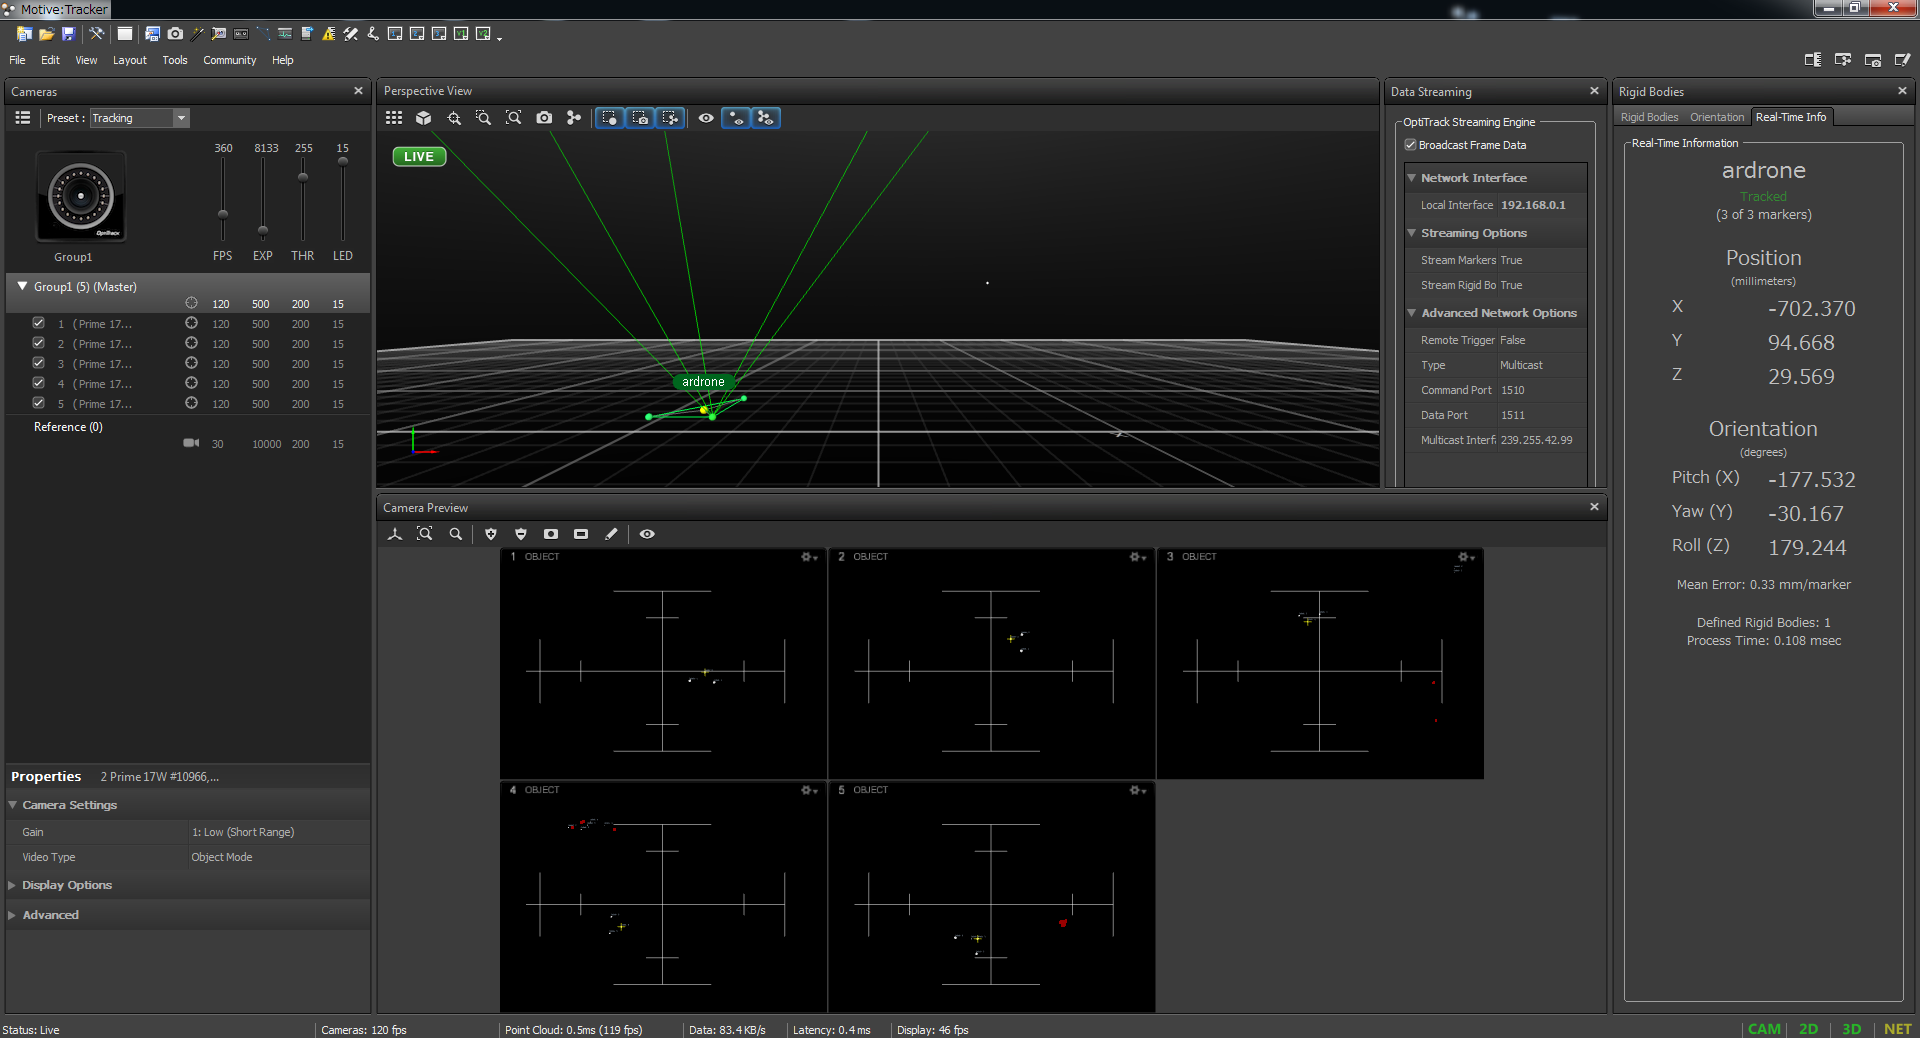 Motive:Tracker
File Edit View Layout Tools Community Help
Cameras
Preset : Tracking
360 8133 255 15
OptiTrack
Group1
FPS EXP THR LED
Group1 (5) (Master)
120 500 200 15
1 (Prime 17... 120 500 200 15
2 (Prime 17... 120 500 200 15
3 (Prime 17... 120 500 200 15
4 (Prime 17... 120 500 200 15
5 (Prime 17... 120 500 200 15
Reference (0)
30 10000 200 15
Properties 2 Prime 17W #10966,...
Camera Settings
Gain 1: Low (Short Range)
Video Type Object Mode
Display Options
Advanced
Perspective View
LIVE
ardrone
Camera Preview
1 OBJECT
2 OBJECT
3 OBJECT
4 OBJECT
5 OBJECT
Data Streaming
OptiTrack Streaming Engine
Broadcast Frame Data
Network Interface
Local Interface 192.168.0.1
Streaming Options
Stream Markers True
Stream Rigid Bo True
Advanced Network Options
Remote Trigger False
Type Multicast
Command Port 1510
Data Port 1511
Multicast Interf 239.255.42.99
Rigid Bodies
Rigid Bodies Orientation Real-Time Info
Real-Time Information
ardrone
Tracked
(3 of 3 markers)
Position
(millimeters)
X -702.370
Y 94.668
Z 29.569
Orientation
(degrees)
Pitch (X) -177.532
Yaw (Y) -30.167
Roll (Z) 179.244
Mean Error: 0.33 mm/marker
Defined Rigid Bodies: 1
Process Time: 0.108 msec
Status: Live Cameras: 120 fps Point Cloud: 0.5ms (119 fps) Data: 83.4 KB/s Latency: 0.4 ms Display: 46 fps CAM 2D 3D NET